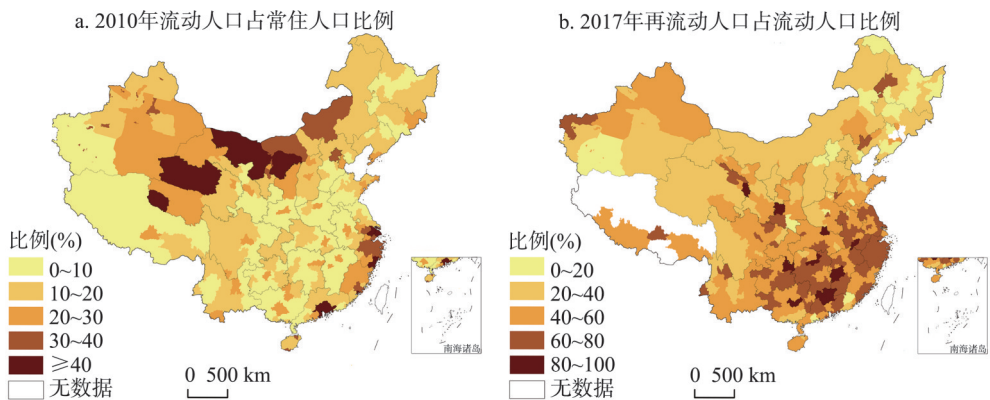 a. 2010年流动人口占常住人口比例
比例(%)
0~10
10~20
20~30
30~40
≥40
无数据
0 500 km
南海诸岛
b. 2017年再流动人口占流动人口比例
比例(%)
0~20
20~40
40~60
60~80
80~100
无数据
0 500 km
南海诸岛